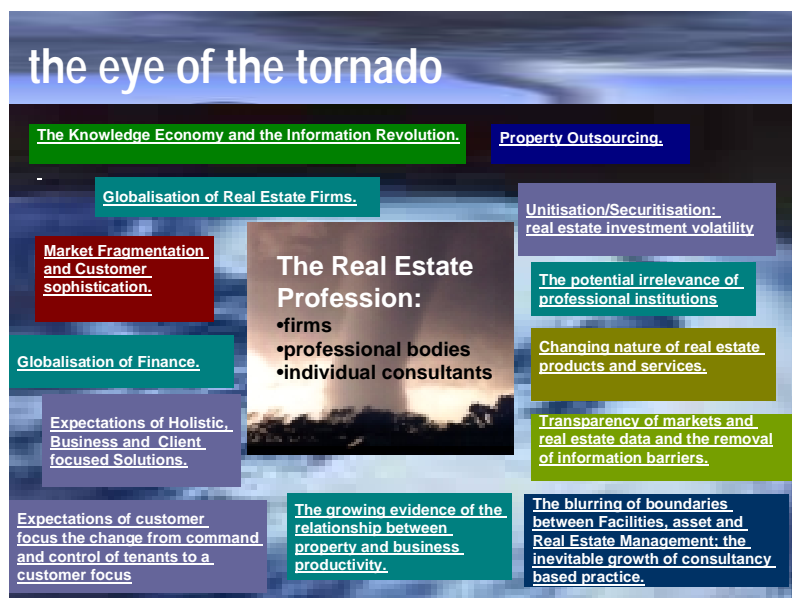 the eye of the tornado
The Knowledge Economy and the Information Revolution.
Property Outsourcing.
Globalisation of Real Estate Firms.
Unitisation/Securitisation:
real estate investment volatility
Market Fragmentation
and Customer
sophistication.
The Real Estate
Profession:
•firms
•professional bodies
•individual consultants
The potential irrelevance of
professional institutions
Globalisation of Finance.
Changing nature of real estate
products and services.
Expectations of Holistic,
Business and Client
focused Solutions.
Transparency of markets and
real estate data and the removal
of information barriers.
Expectations of customer
focus the change from command
and control of tenants to a
customer focus
The growing evidence of the
relationship between
property and business
productivity.
The blurring of boundaries
between Facilities, asset and
Real Estate Management: the
inevitable growth of consultancy
based practice.